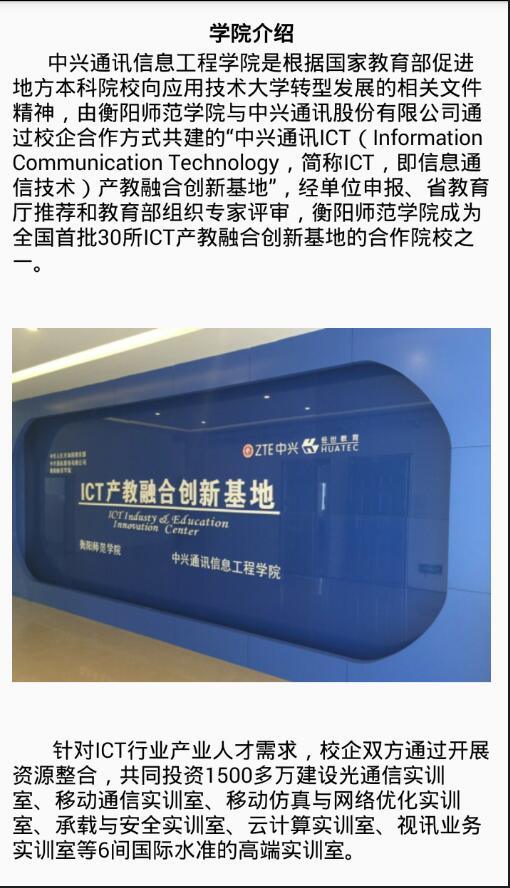 学院介绍
中兴通讯信息工程学院是根据国家教育部促进
地方本科院校向应用技术大学转型发展的相关文件
精神，由衡阳师范学院与中兴通讯股份有限公司通
过校企合作方式共建的“中兴通讯ICT（Information
Communication Technology，简称ICT，即信息通
信技术）产教融合创新基地”，经单位申报、省教育
厅推荐和教育部组织专家评审，衡阳师范学院成为
全国首批30所ICT产教融合创新基地的合作院校之
一。
ZTE中兴 HUATEC
ICT产教融合创新基地
ICT Industy & Education
Innovation Center
衡阳师范学院
中兴通讯信息工程学院
针对ICT行业产业人才需求，校企双方通过开展
资源整合，共同投资1500多万建设光通信实训
室、移动通信实训室、移动仿真与网络优化实训
室、承载与安全实训室、云计算实训室、视讯业务
实训室等6间国际水准的高端实训室。